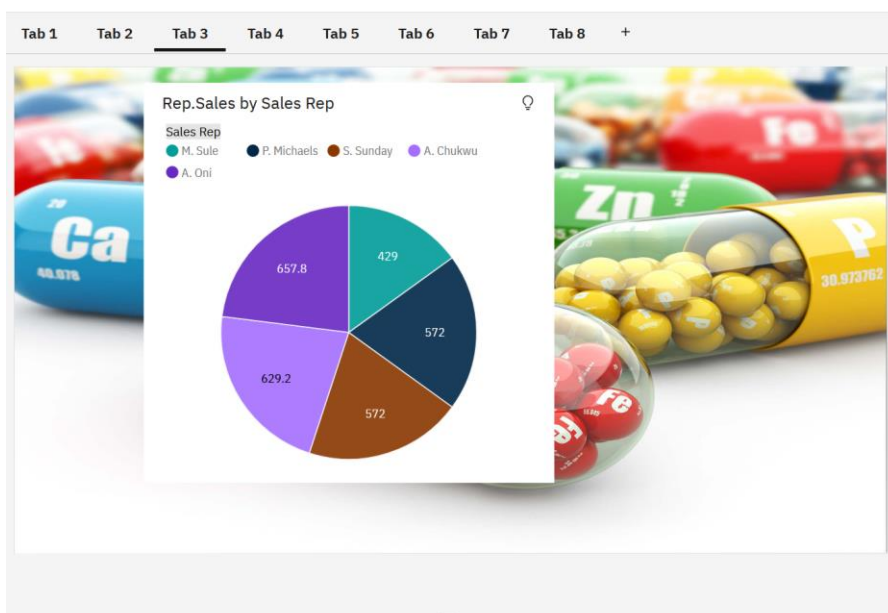 Tab 1 Tab 2 Tab 3 Tab 4 Tab 5 Tab 6 Tab 7 Tab 8 +
Rep.Sales by Sales Rep
Sales Rep
M. Sule P. Michaels S. Sunday A. Chukwu
A. Oni
429
657.8
572
629.2
572
20
Ca
40.078
Fe
Zn
P
30.973762
Fe